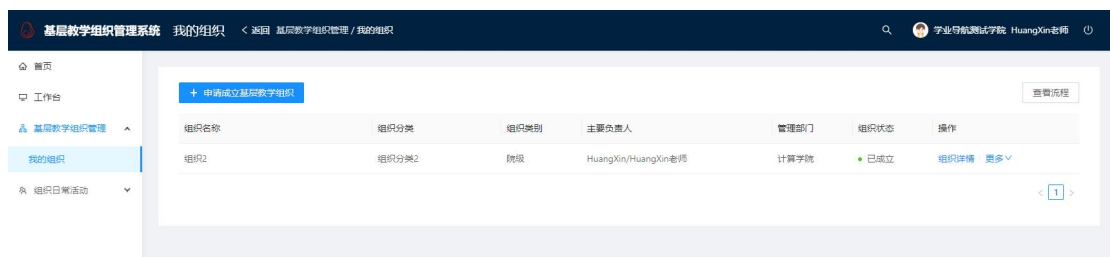 基层教学组织管理系统 我的组织 < 返回 基层教学组织管理 / 我的组织 学业导航测试学院 HuangXin老师
首页
工作台
基层教学组织管理
我的组织
组织日常活动
+ 申请成立基层教学组织 查看流程
组织名称 组织分类 组织类别 主要负责人 管理部门 组织状态 操作
组织2 组织分类2 院级 HuangXin/HuangXin老师 计算学院 已成立 组织详情 更多
< 1 >